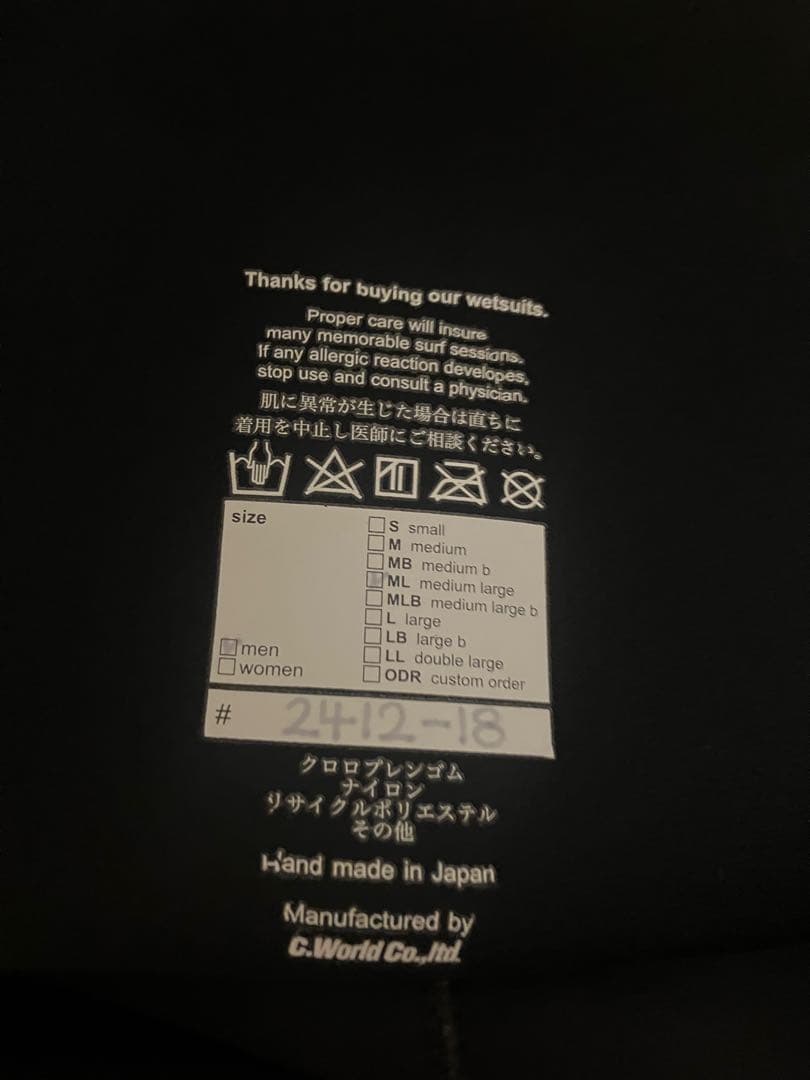 Thanks for buying our wetsuits.
Proper care will insure
many memorable surf sessions.
If any allergic reaction developes,
stop use and consult a physician.
肌に異常が生じた場合は直ちに
着用を中止し医師にご相談ください。
size
S small
M medium
MB medium b
ML medium large
MLB medium large b
L large
LB large b
LL double large
ODR custom order
men
women
# 2412-18
クロロプレンゴム
ナイロン
リサイクルポリエステル
その他
Hand made in Japan
Manufactured by
C.World Co.,ltd.